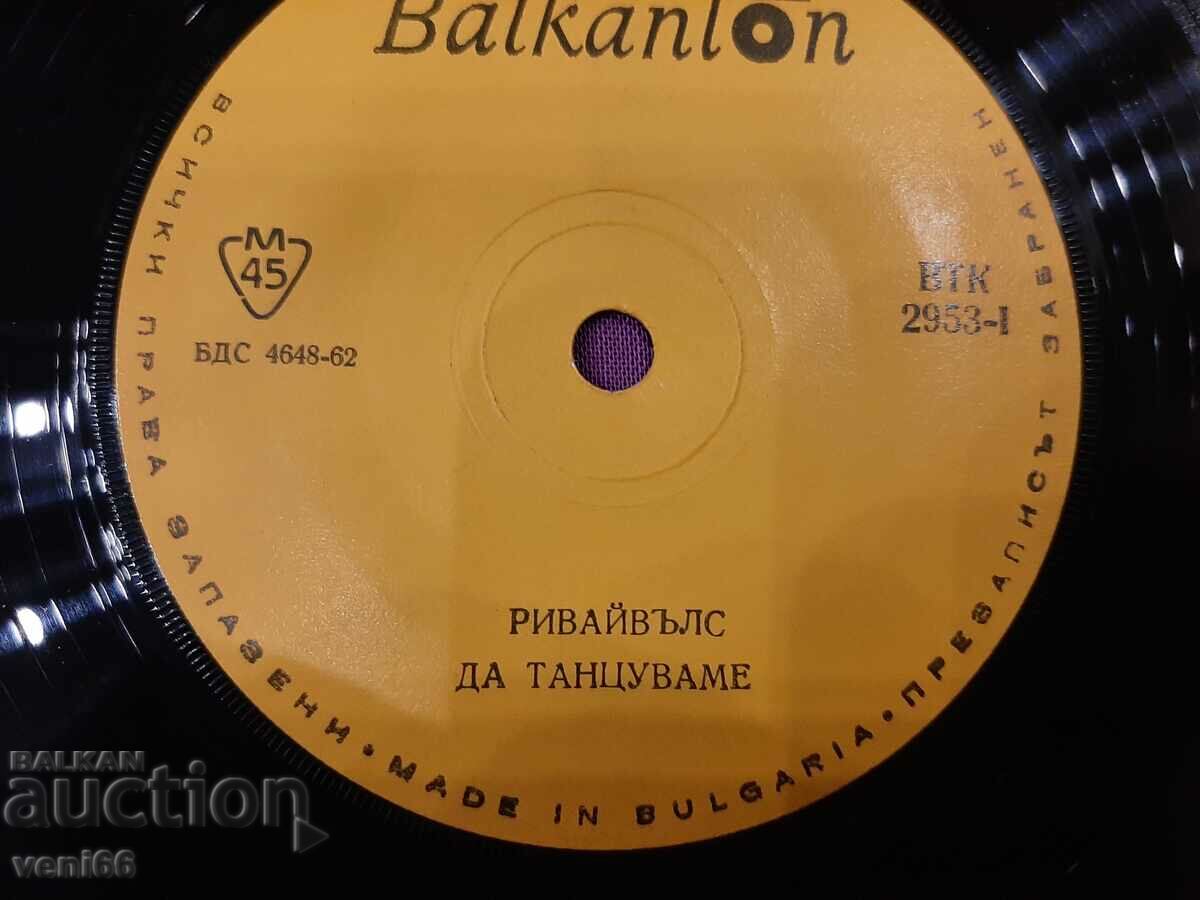 Balkanton
ВСИЧКИ ПРАВА ЗАПАЗЕНИ • MADE IN BULGARIA • ПРЕЗАПИСЪТ ЗАБРАНЕН
М
45
БДС 4648-62
ВТК
2953-I
РИВАЙВЪЛС
ДА ТАНЦУВАМЕ
BALKAN
auction
veni66